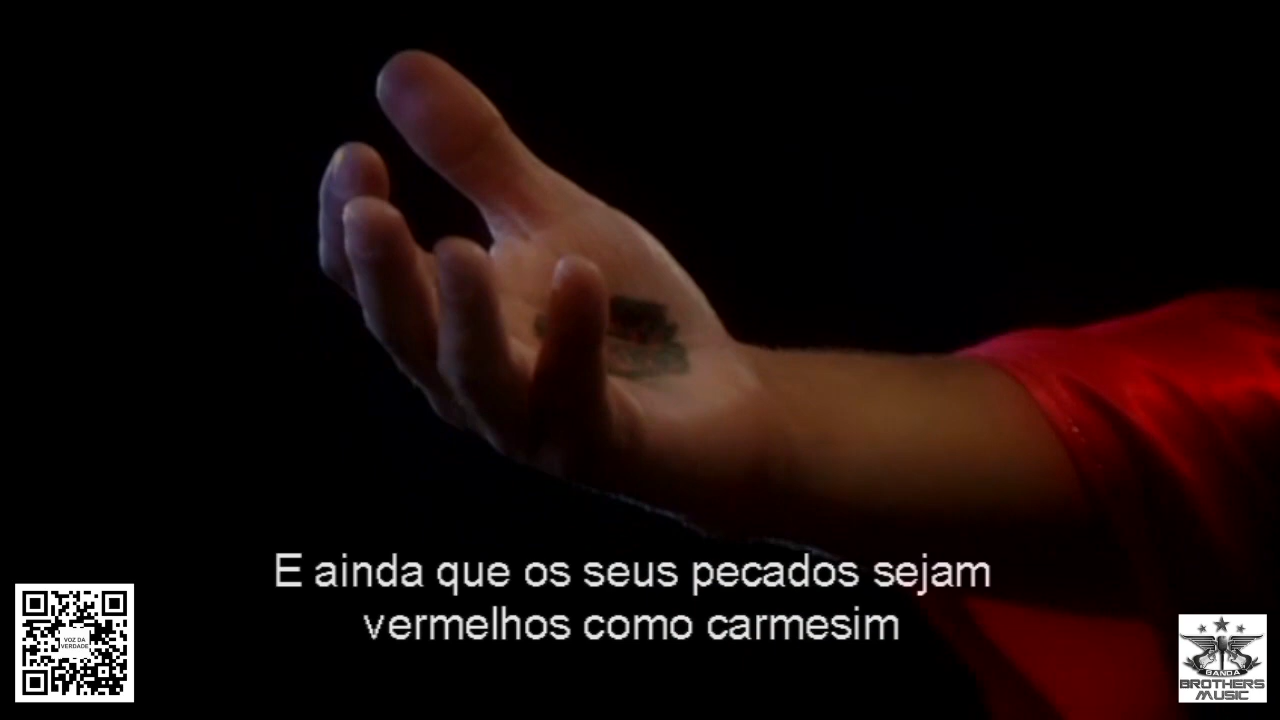 E ainda que os seus pecados sejam
vermelhos como carmesim
VOZ DA
VERDADE
BANDA
BROTHERS
MUSIC